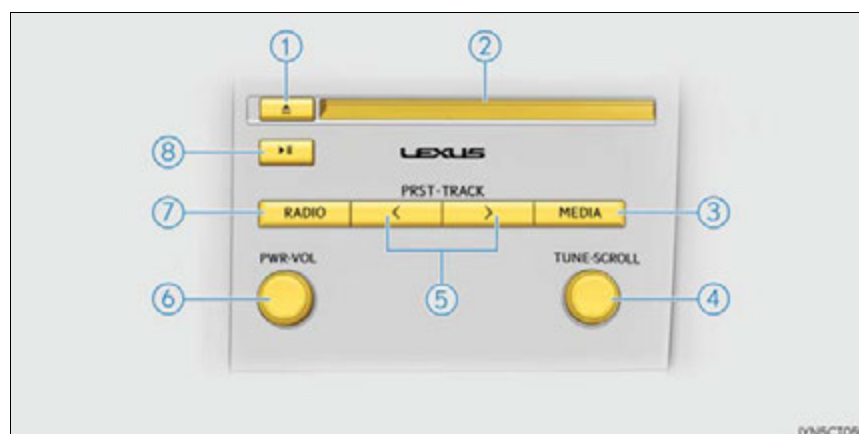 1 2
8 LEXUS
PRST·TRACK
7 RADIO < > MEDIA 3
PWR·VOL TUNE·SCROLL
6 5 4